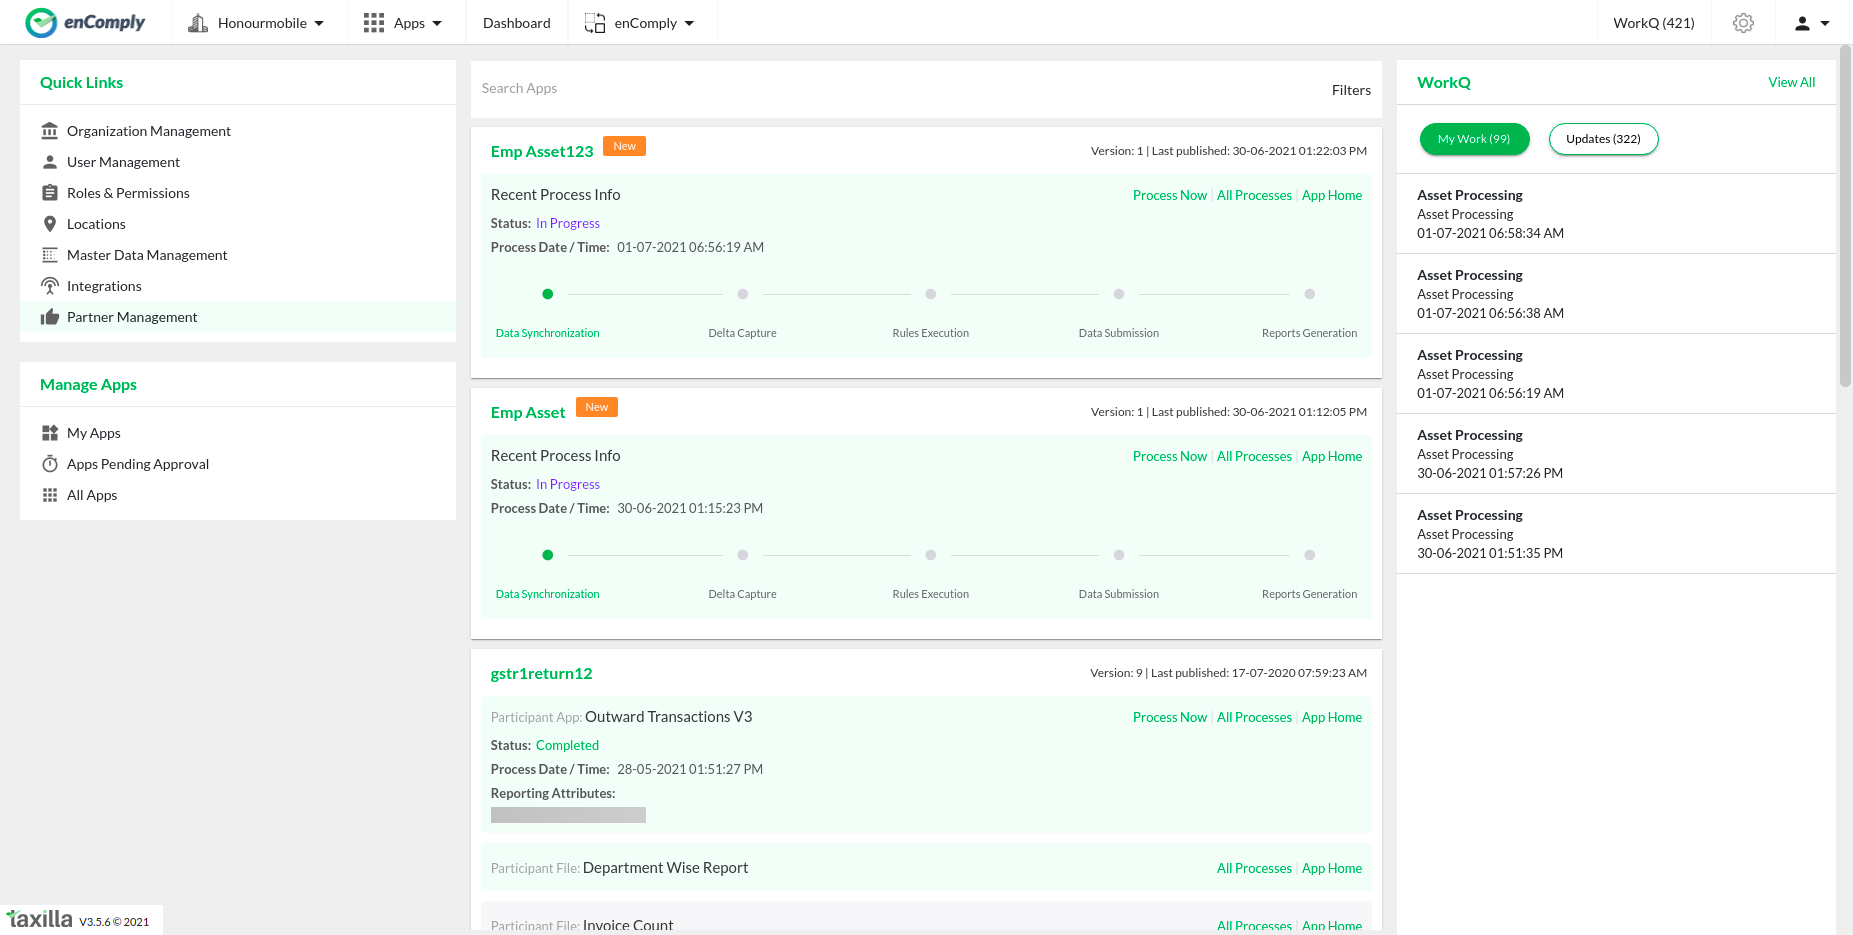 enComply
Honourmobile
Apps
Dashboard
enComply
WorkQ (421)
Quick Links
Organization Management
User Management
Roles & Permissions
Locations
Master Data Management
Integrations
Partner Management
Manage Apps
My Apps
Apps Pending Approval
All Apps
Search Apps
Filters
Emp Asset123
New
Version: 1 | Last published: 30-06-2021 01:22:03 PM
Recent Process Info
Process Now | All Processes | App Home
Status: In Progress
Process Date / Time: 01-07-2021 06:56:19 AM
Data Synchronization
Delta Capture
Rules Execution
Data Submission
Reports Generation
Emp Asset
New
Version: 1 | Last published: 30-06-2021 01:12:05 PM
Recent Process Info
Process Now | All Processes | App Home
Status: In Progress
Process Date / Time: 30-06-2021 01:15:23 PM
Data Synchronization
Delta Capture
Rules Execution
Data Submission
Reports Generation
gstr1return12
Version: 9 | Last published: 17-07-2020 07:59:23 AM
Participant App: Outward Transactions V3
Process Now | All Processes | App Home
Status: Completed
Process Date / Time: 28-05-2021 01:51:27 PM
Reporting Attributes:
Participant File: Department Wise Report
All Processes | App Home
Participant File: Invoice Count
All Processes | App Home
WorkQ
View All
My Work (99)
Updates (322)
Asset Processing
Asset Processing
01-07-2021 06:58:34 AM
Asset Processing
Asset Processing
01-07-2021 06:56:38 AM
Asset Processing
Asset Processing
01-07-2021 06:56:19 AM
Asset Processing
Asset Processing
30-06-2021 01:57:26 PM
Asset Processing
Asset Processing
30-06-2021 01:51:35 PM
taxilla V3.5.6 © 2021